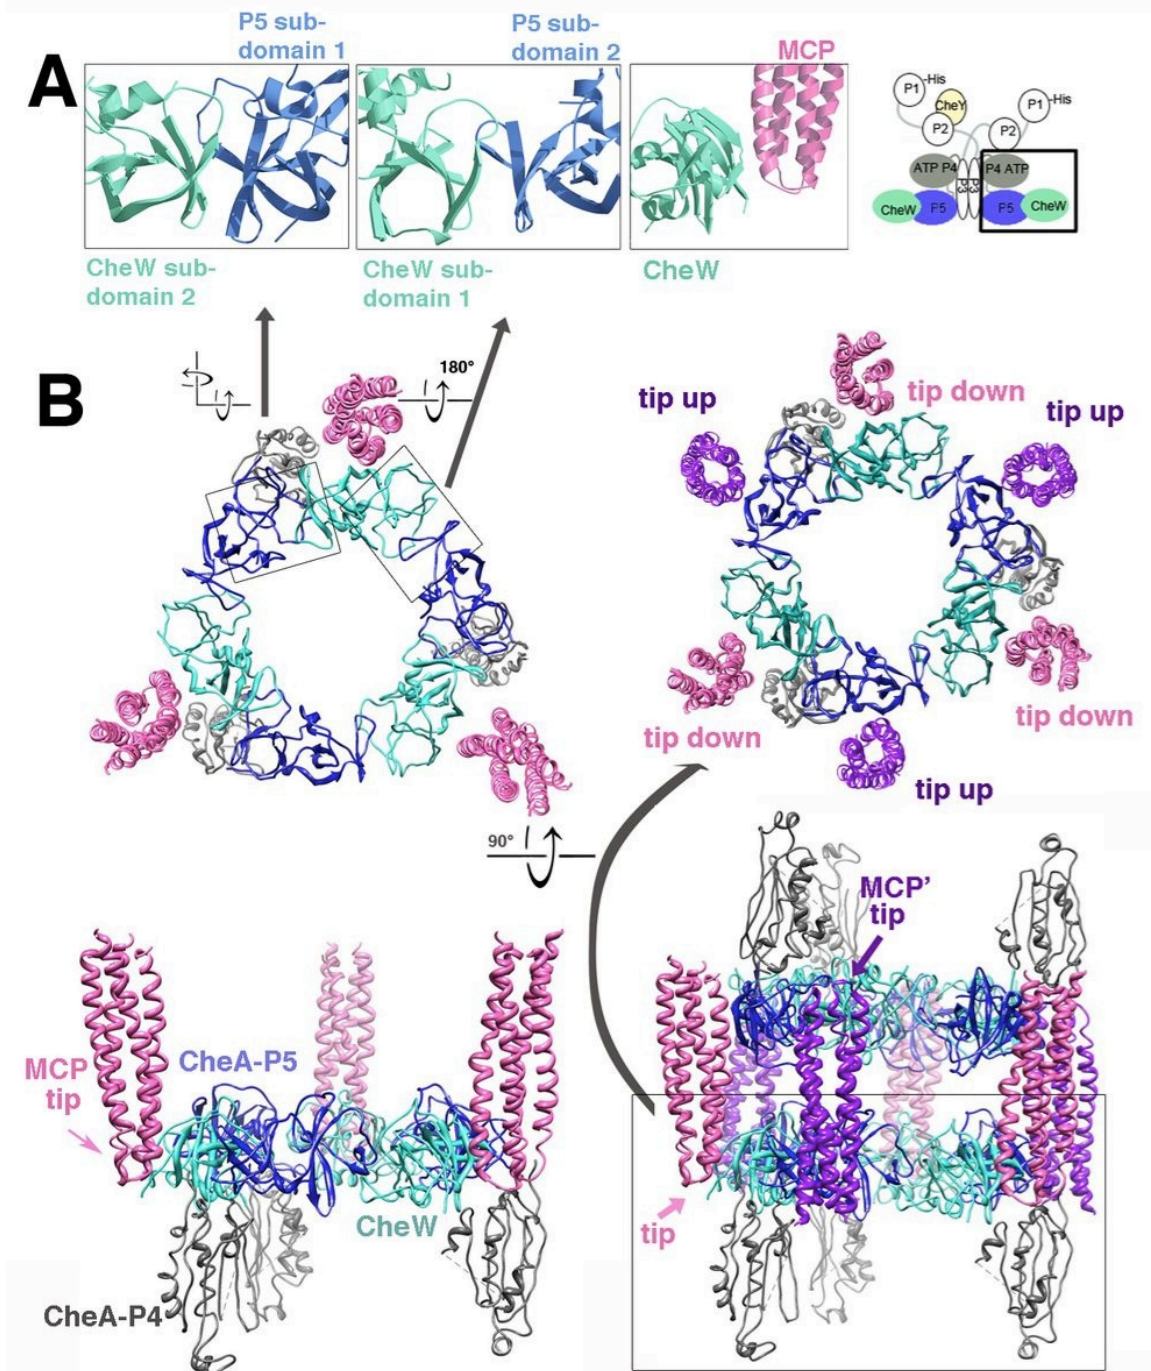 A
P5 sub-
domain 1
P5 sub-
domain 2
MCP
CheW sub-
domain 2
CheW sub-
domain 1
CheW
P1
-His
CheY
P2
P1
-His
P2
ATP P4
P3
P3
P4 ATP
CheW
P5
P5
CheW
B
180°
tip up
tip down
tip up
tip down
tip down
tip up
90°
MCP
tip
CheA-P5
CheW
CheA-P4
MCP’
tip
tip